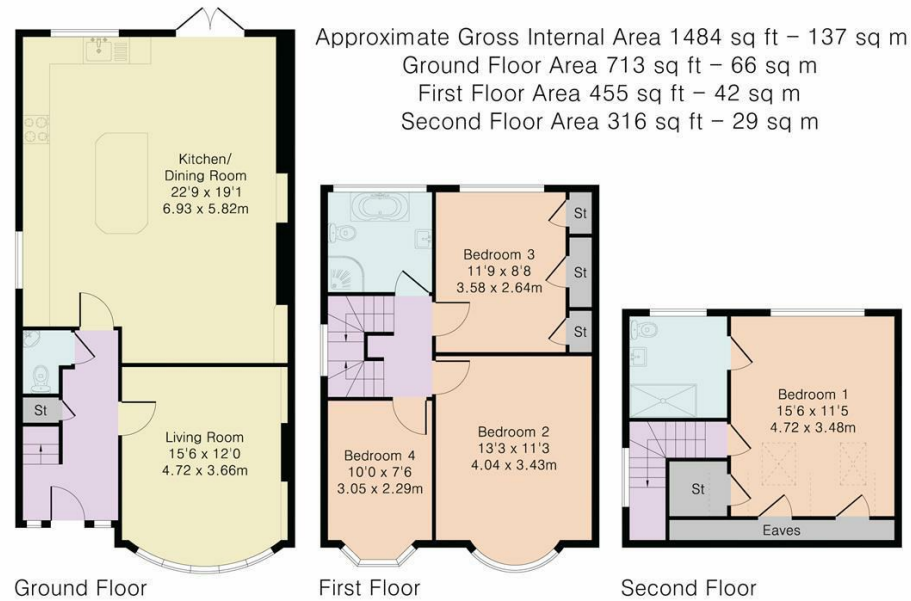 Approximate Gross Internal Area 1484 sq ft – 137 sq m
Ground Floor Area 713 sq ft – 66 sq m
First Floor Area 455 sq ft – 42 sq m
Second Floor Area 316 sq ft – 29 sq m
Kitchen/
Dining Room
22'9 x 19'1
6.93 x 5.82m
St
Living Room
15'6 x 12'0
4.72 x 3.66m
Ground Floor
Bedroom 3
11'9 x 8'8
3.58 x 2.64m
St
St
St
Bedroom 4
10'0 x 7'6
3.05 x 2.29m
Bedroom 2
13'3 x 11'3
4.04 x 3.43m
First Floor
Bedroom 1
15'6 x 11'5
4.72 x 3.48m
St
Eaves
Second Floor